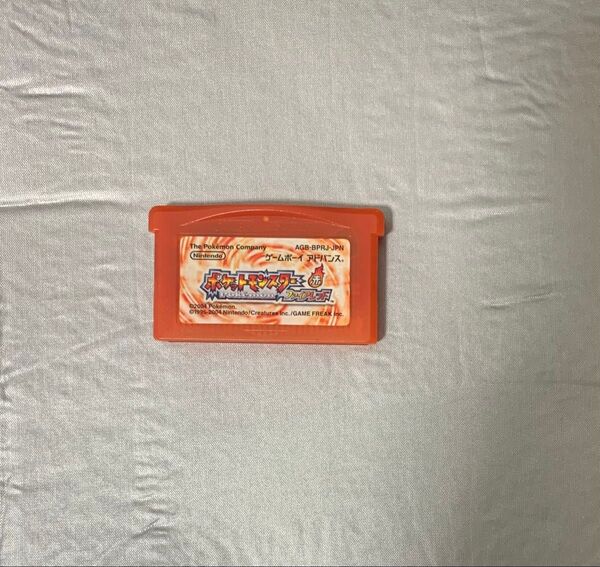 The Pokémon Company
AGB-BPRJ-JPN
Nintendo
ゲームボーイ アドバンス
ポケットモンスター
POKéMON
ファイアレッド
©2004 Pokémon.
©1995-2004 Nintendo/Creatures Inc./GAME FREAK inc.